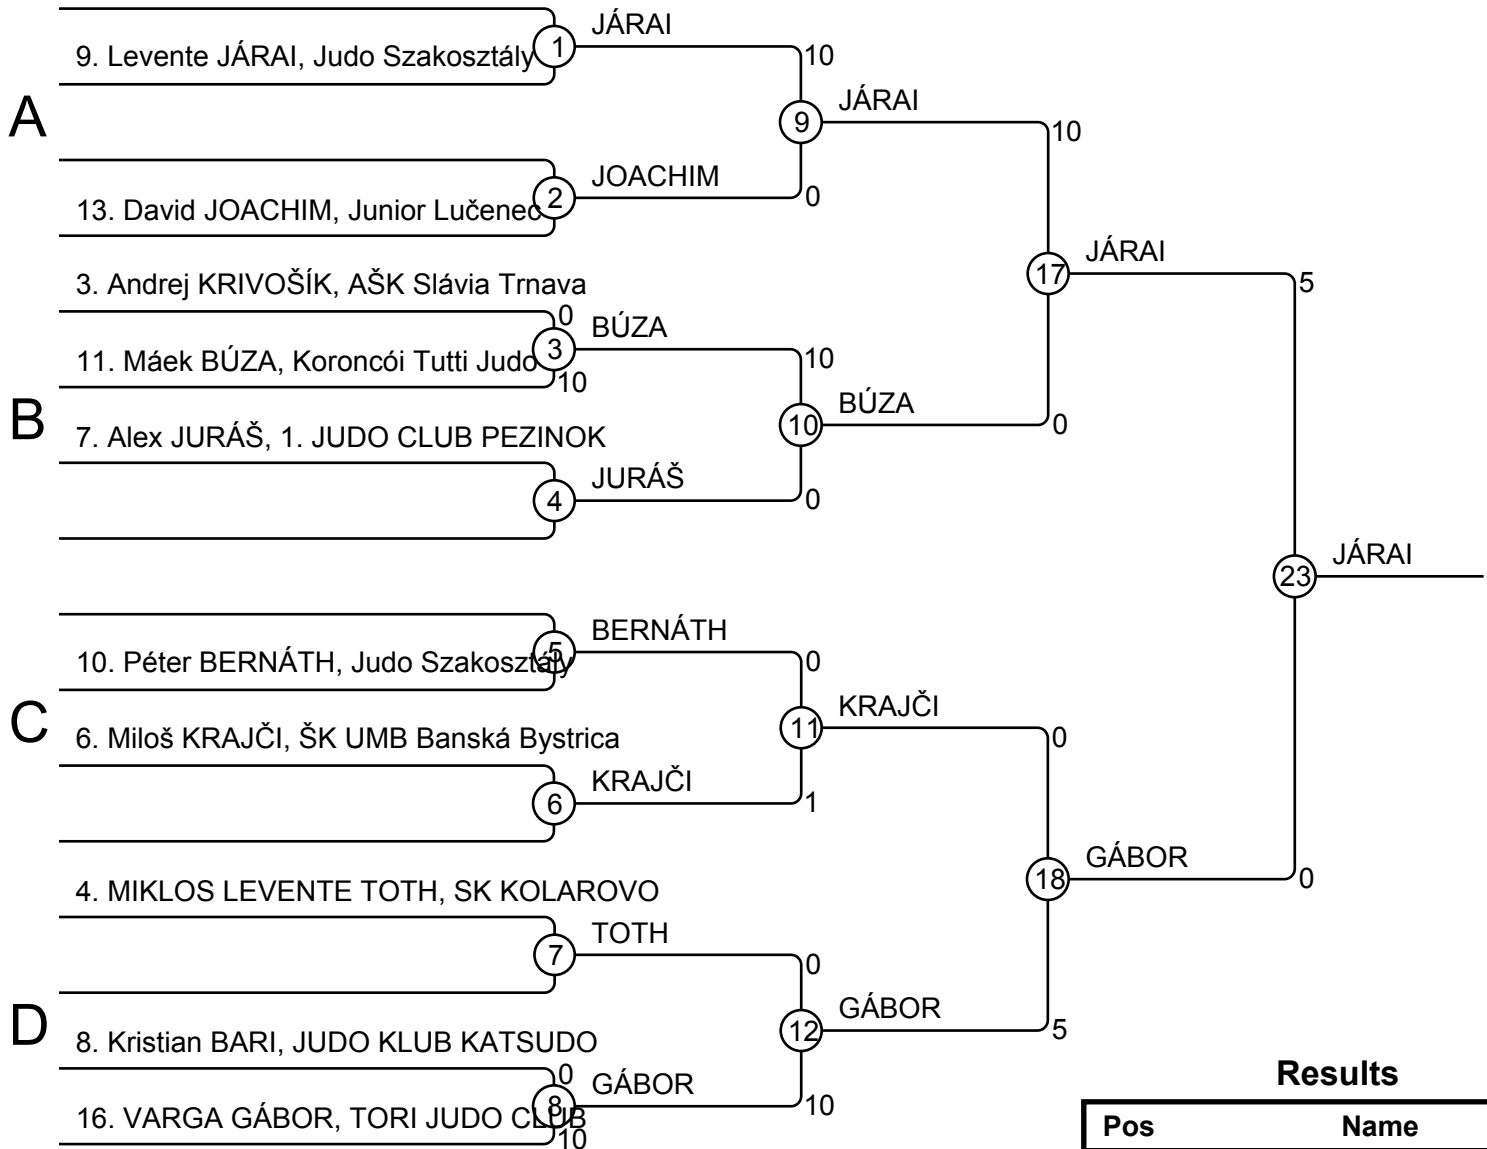 JÁRAI
9. Levente JÁRAI, Judo Szakosztály
1
10
JÁRAI
9
10
A
JOACHIM
13. David JOACHIM, Junior Lučenec
2
0
3. Andrej KRIVOŠÍK, AŠK Slávia Trnava
JÁRAI
17
5
0
BÚZA
11. Máek BÚZA, Koroncói Tutti Judo
3
10
10
BÚZA
10
0
B
7. Alex JURÁŠ, 1. JUDO CLUB PEZINOK
JURÁŠ
4
0
JÁRAI
23
BERNÁTH
10. Péter BERNÁTH, Judo Szakosztály
5
0
KRAJČI
11
0
C
6. Miloš KRAJČI, ŠK UMB Banská Bystrica
KRAJČI
6
1
GÁBOR
18
0
4. MIKLOS LEVENTE TOTH, SK KOLAROVO
TOTH
7
0
GÁBOR
12
5
D
8. Kristian BARI, JUDO KLUB KATSUDO
0
GÁBOR
16. VARGA GÁBOR, TORI JUDO CLUB
8
10
10
Results
Pos Name